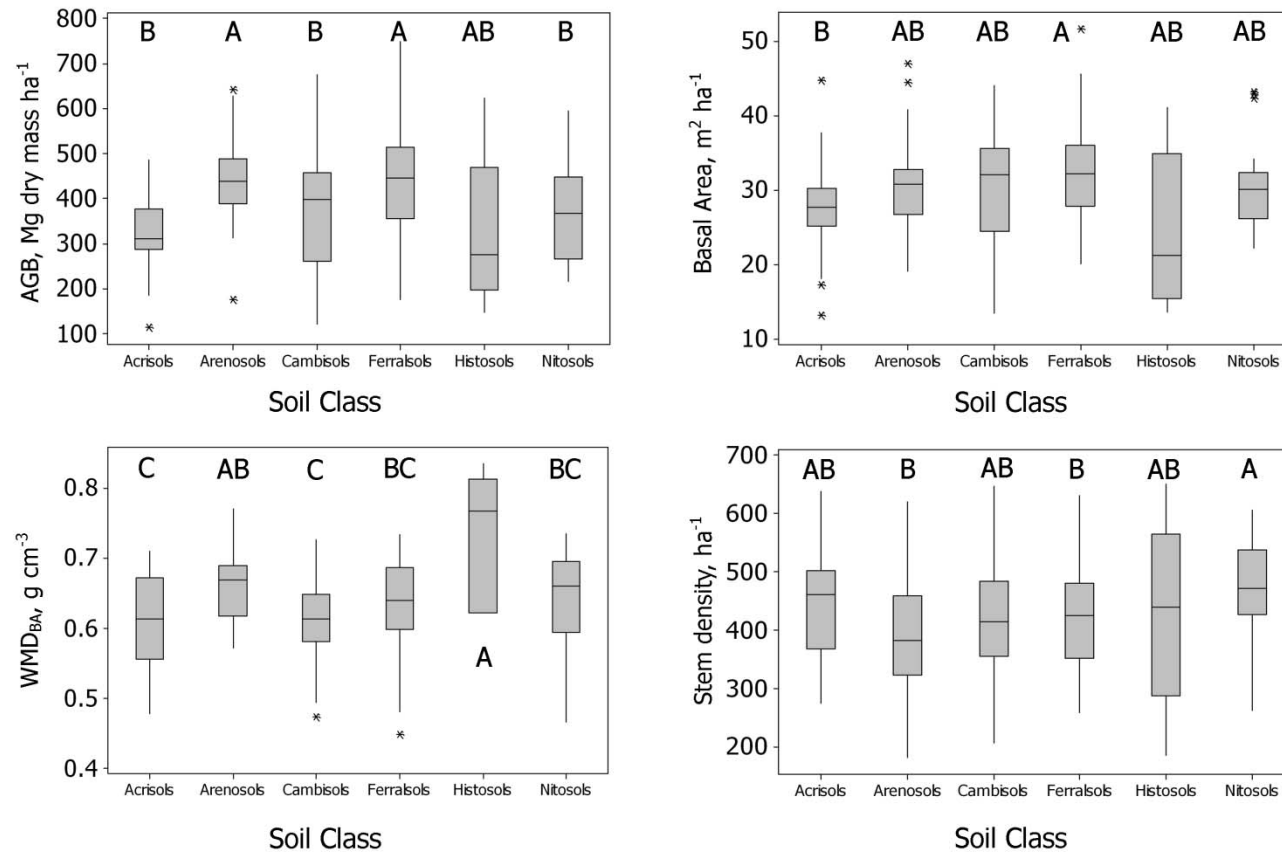 AGB, Mg dry mass ha⁻¹
800
700
600
500
400
300
200
100
B A B A AB B
Acrisols Arenosols Cambisols Ferralsols Histosols Nitosols
Soil Class
Basal Area, m² ha⁻¹
50
40
30
20
10
B AB AB A AB AB
Acrisols Arenosols Cambisols Ferralsols Histosols Nitosols
Soil Class
WMD_BA, g cm⁻³
0.8
0.7
0.6
0.5
0.4
C AB C BC BC
A
Acrisols Arenosols Cambisols Ferralsols Histosols Nitosols
Soil Class
Stem density, ha⁻¹
700
600
500
400
300
200
AB B AB B AB A
Acrisols Arenosols Cambisols Ferralsols Histosols Nitosols
Soil Class